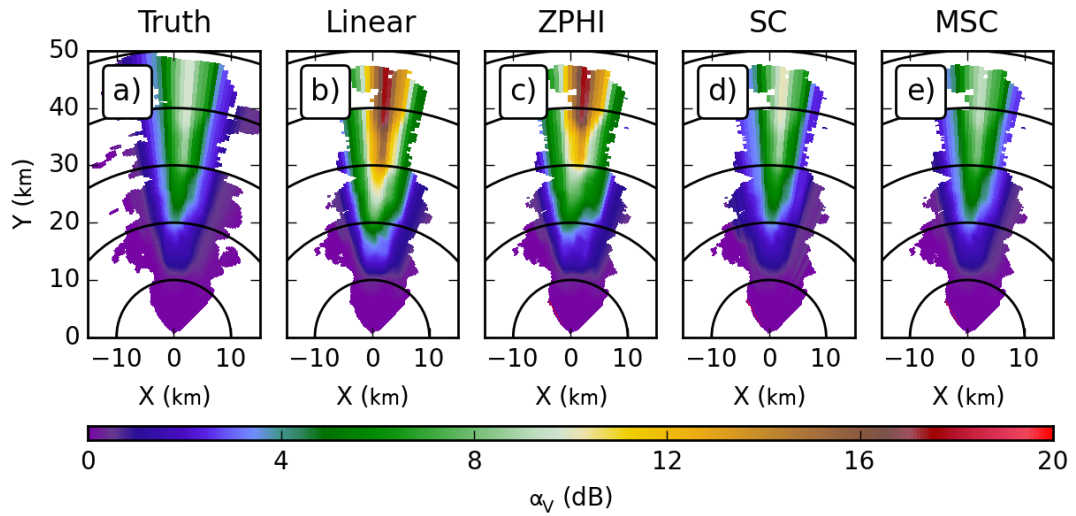 Truth Linear ZPHI SC MSC
50
a) b) c) d) e)
40
30
20
10
0
Y (km)
−10 0 10 −10 0 10 −10 0 10 −10 0 10 −10 0 10
X (km) X (km) X (km) X (km) X (km)
0 4 8 12 16 20
αV (dB)